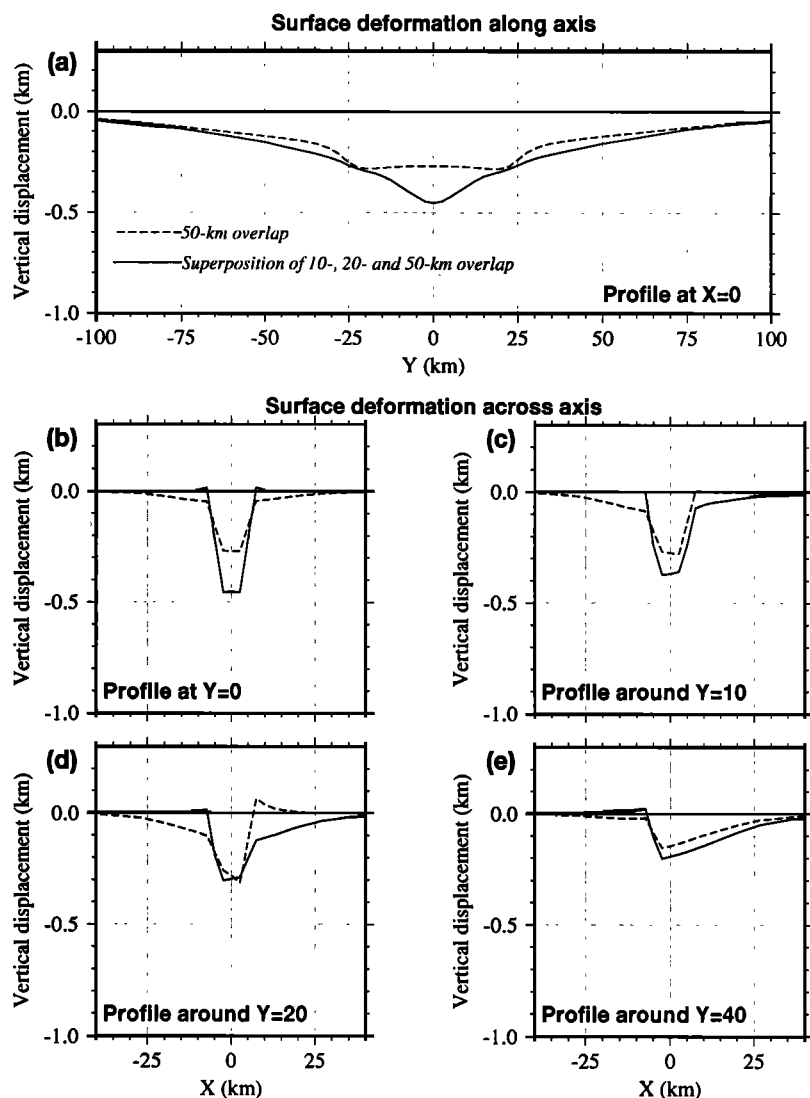 Surface deformation along axis
(a)
Vertical displacement (km)
0.0
-0.5
-1.0
50-km overlap
Superposition of 10-, 20- and 50-km overlap
Profile at X=0
-100 -75 -50 -25 0 25 50 75 100
Y (km)
Surface deformation across axis
(b)
Vertical displacement (km)
0.0
-0.5
-1.0
Profile at Y=0
(c)
Vertical displacement (km)
0.0
-0.5
-1.0
Profile around Y=10
(d)
Vertical displacement (km)
0.0
-0.5
-1.0
Profile around Y=20
-25 0 25
X (km)
(e)
Vertical displacement (km)
0.0
-0.5
-1.0
Profile around Y=40
-25 0 25
X (km)